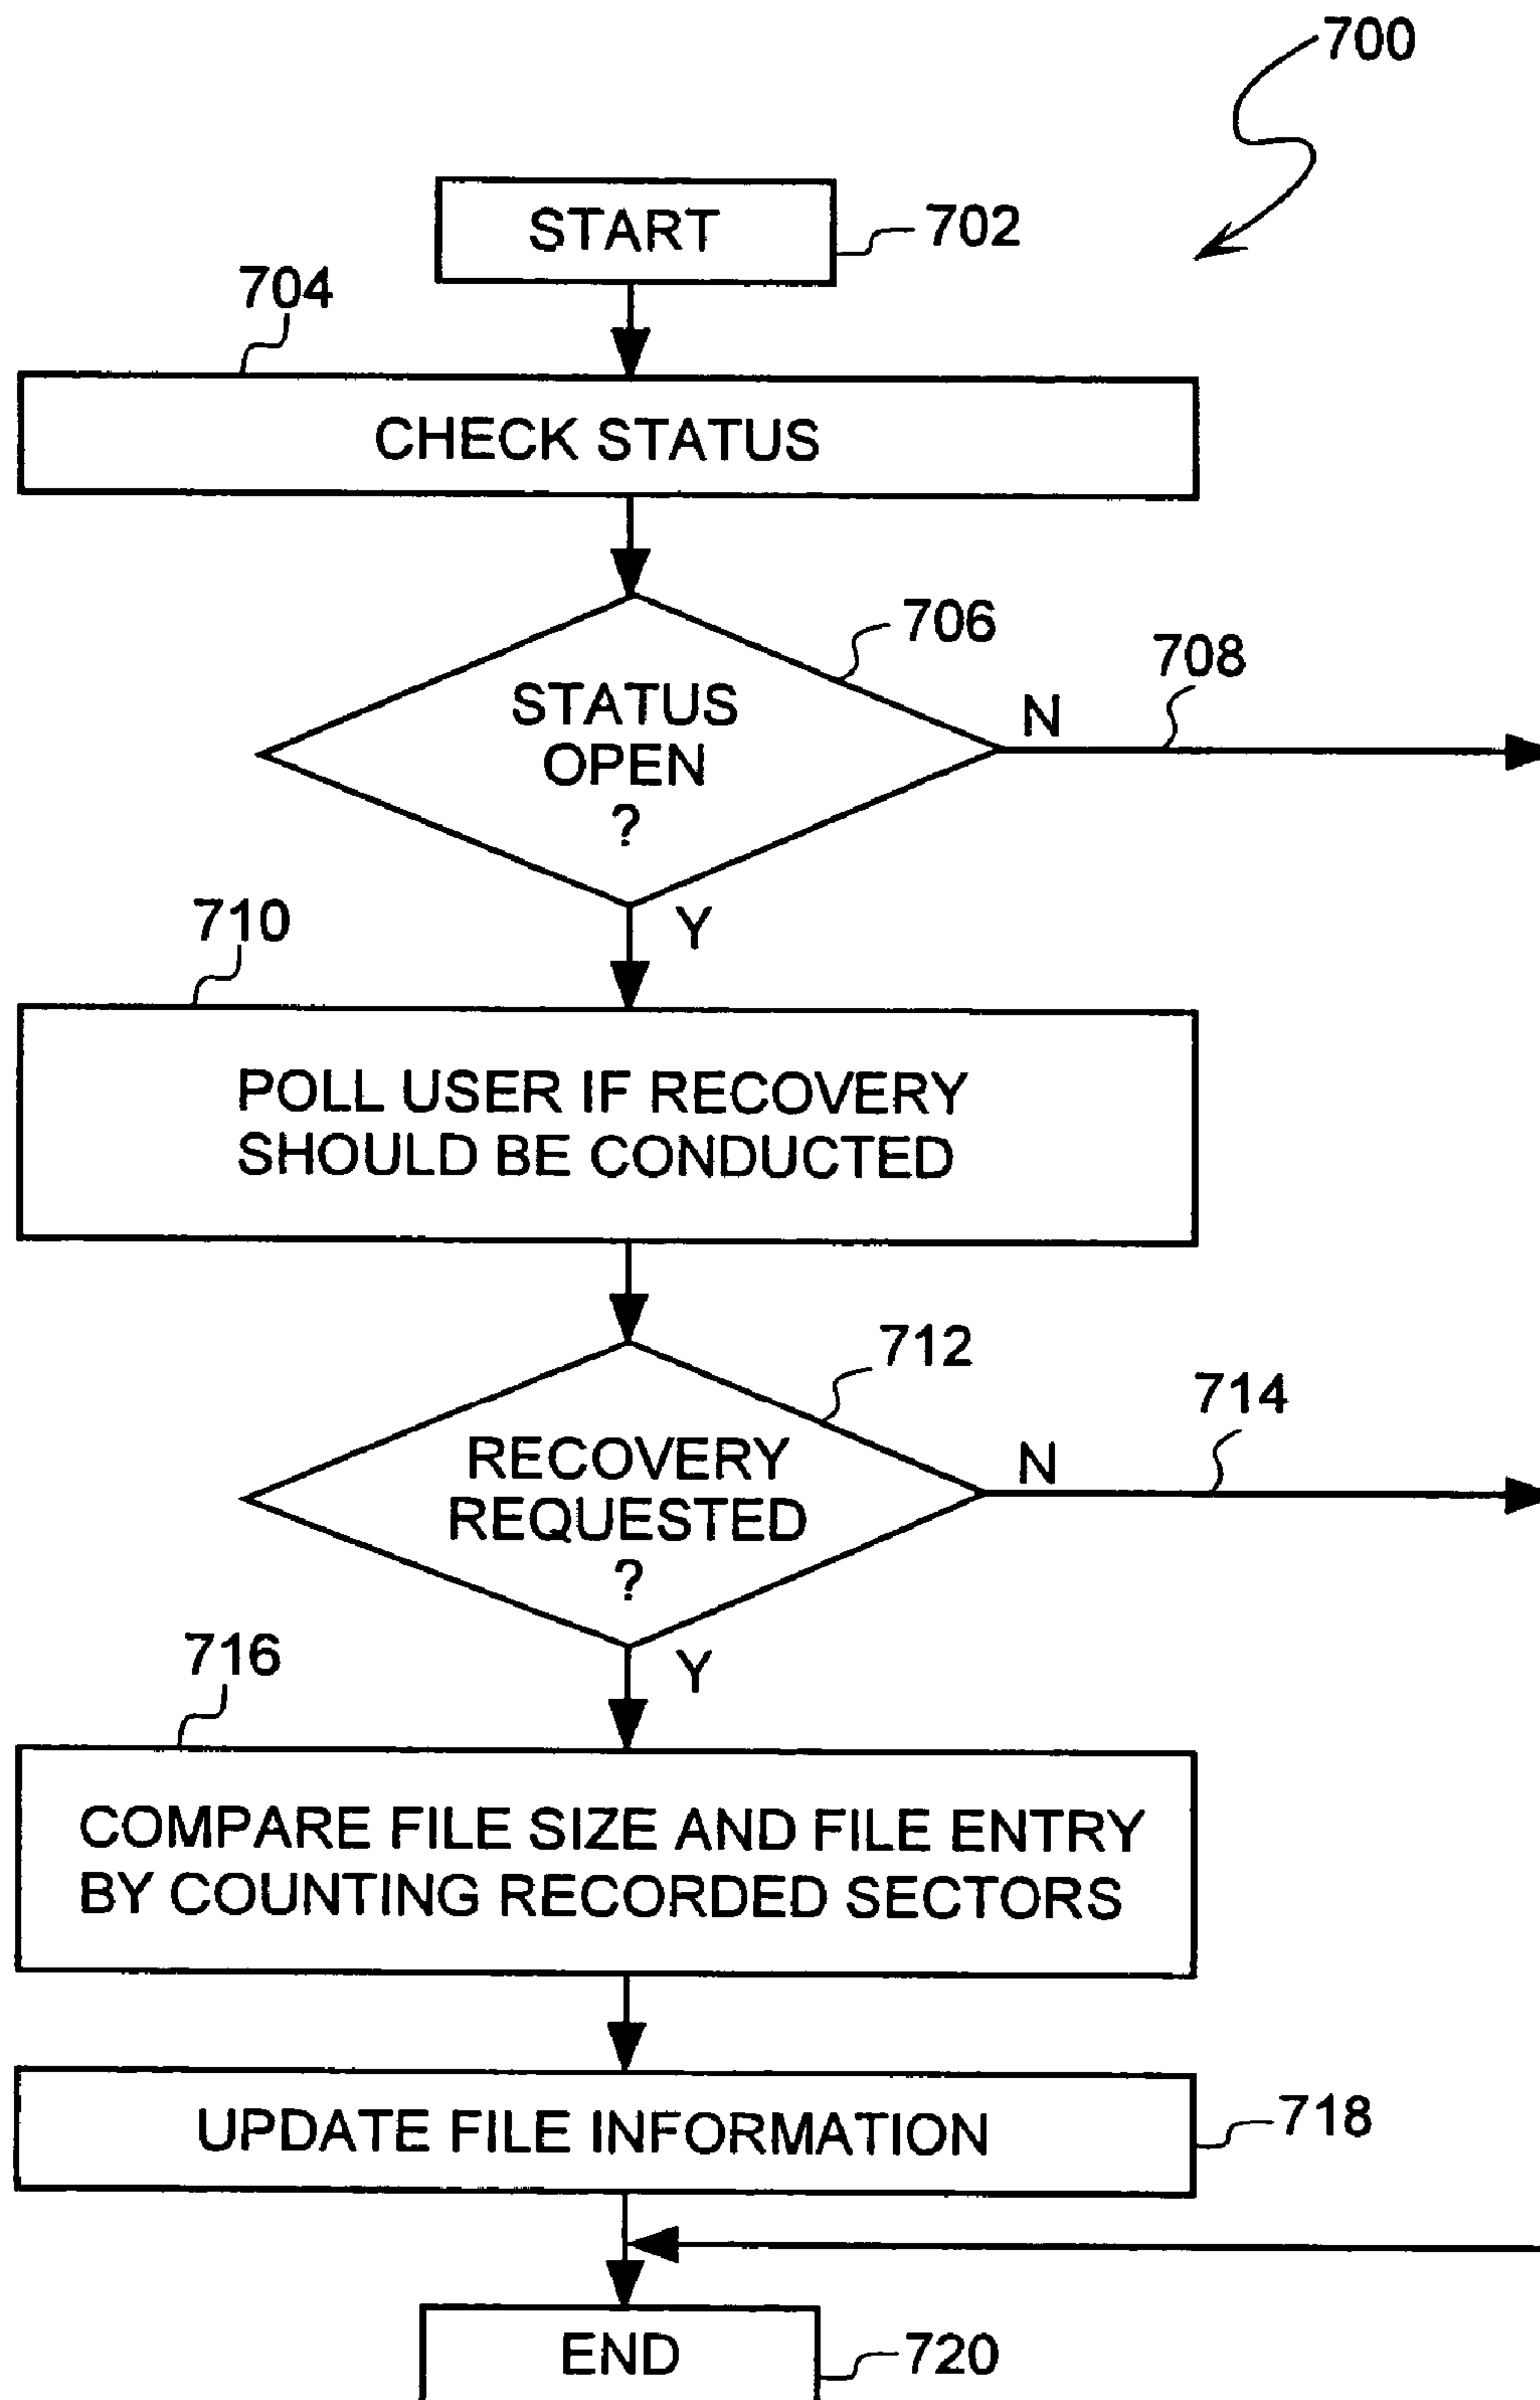 700
START
702
704
CHECK STATUS
706
708
STATUS
OPEN
?
N
Y
710
POLL USER IF RECOVERY
SHOULD BE CONDUCTED
712
714
RECOVERY
REQUESTED
?
N
Y
716
COMPARE FILE SIZE AND FILE ENTRY
BY COUNTING RECORDED SECTORS
UPDATE FILE INFORMATION
718
END
720